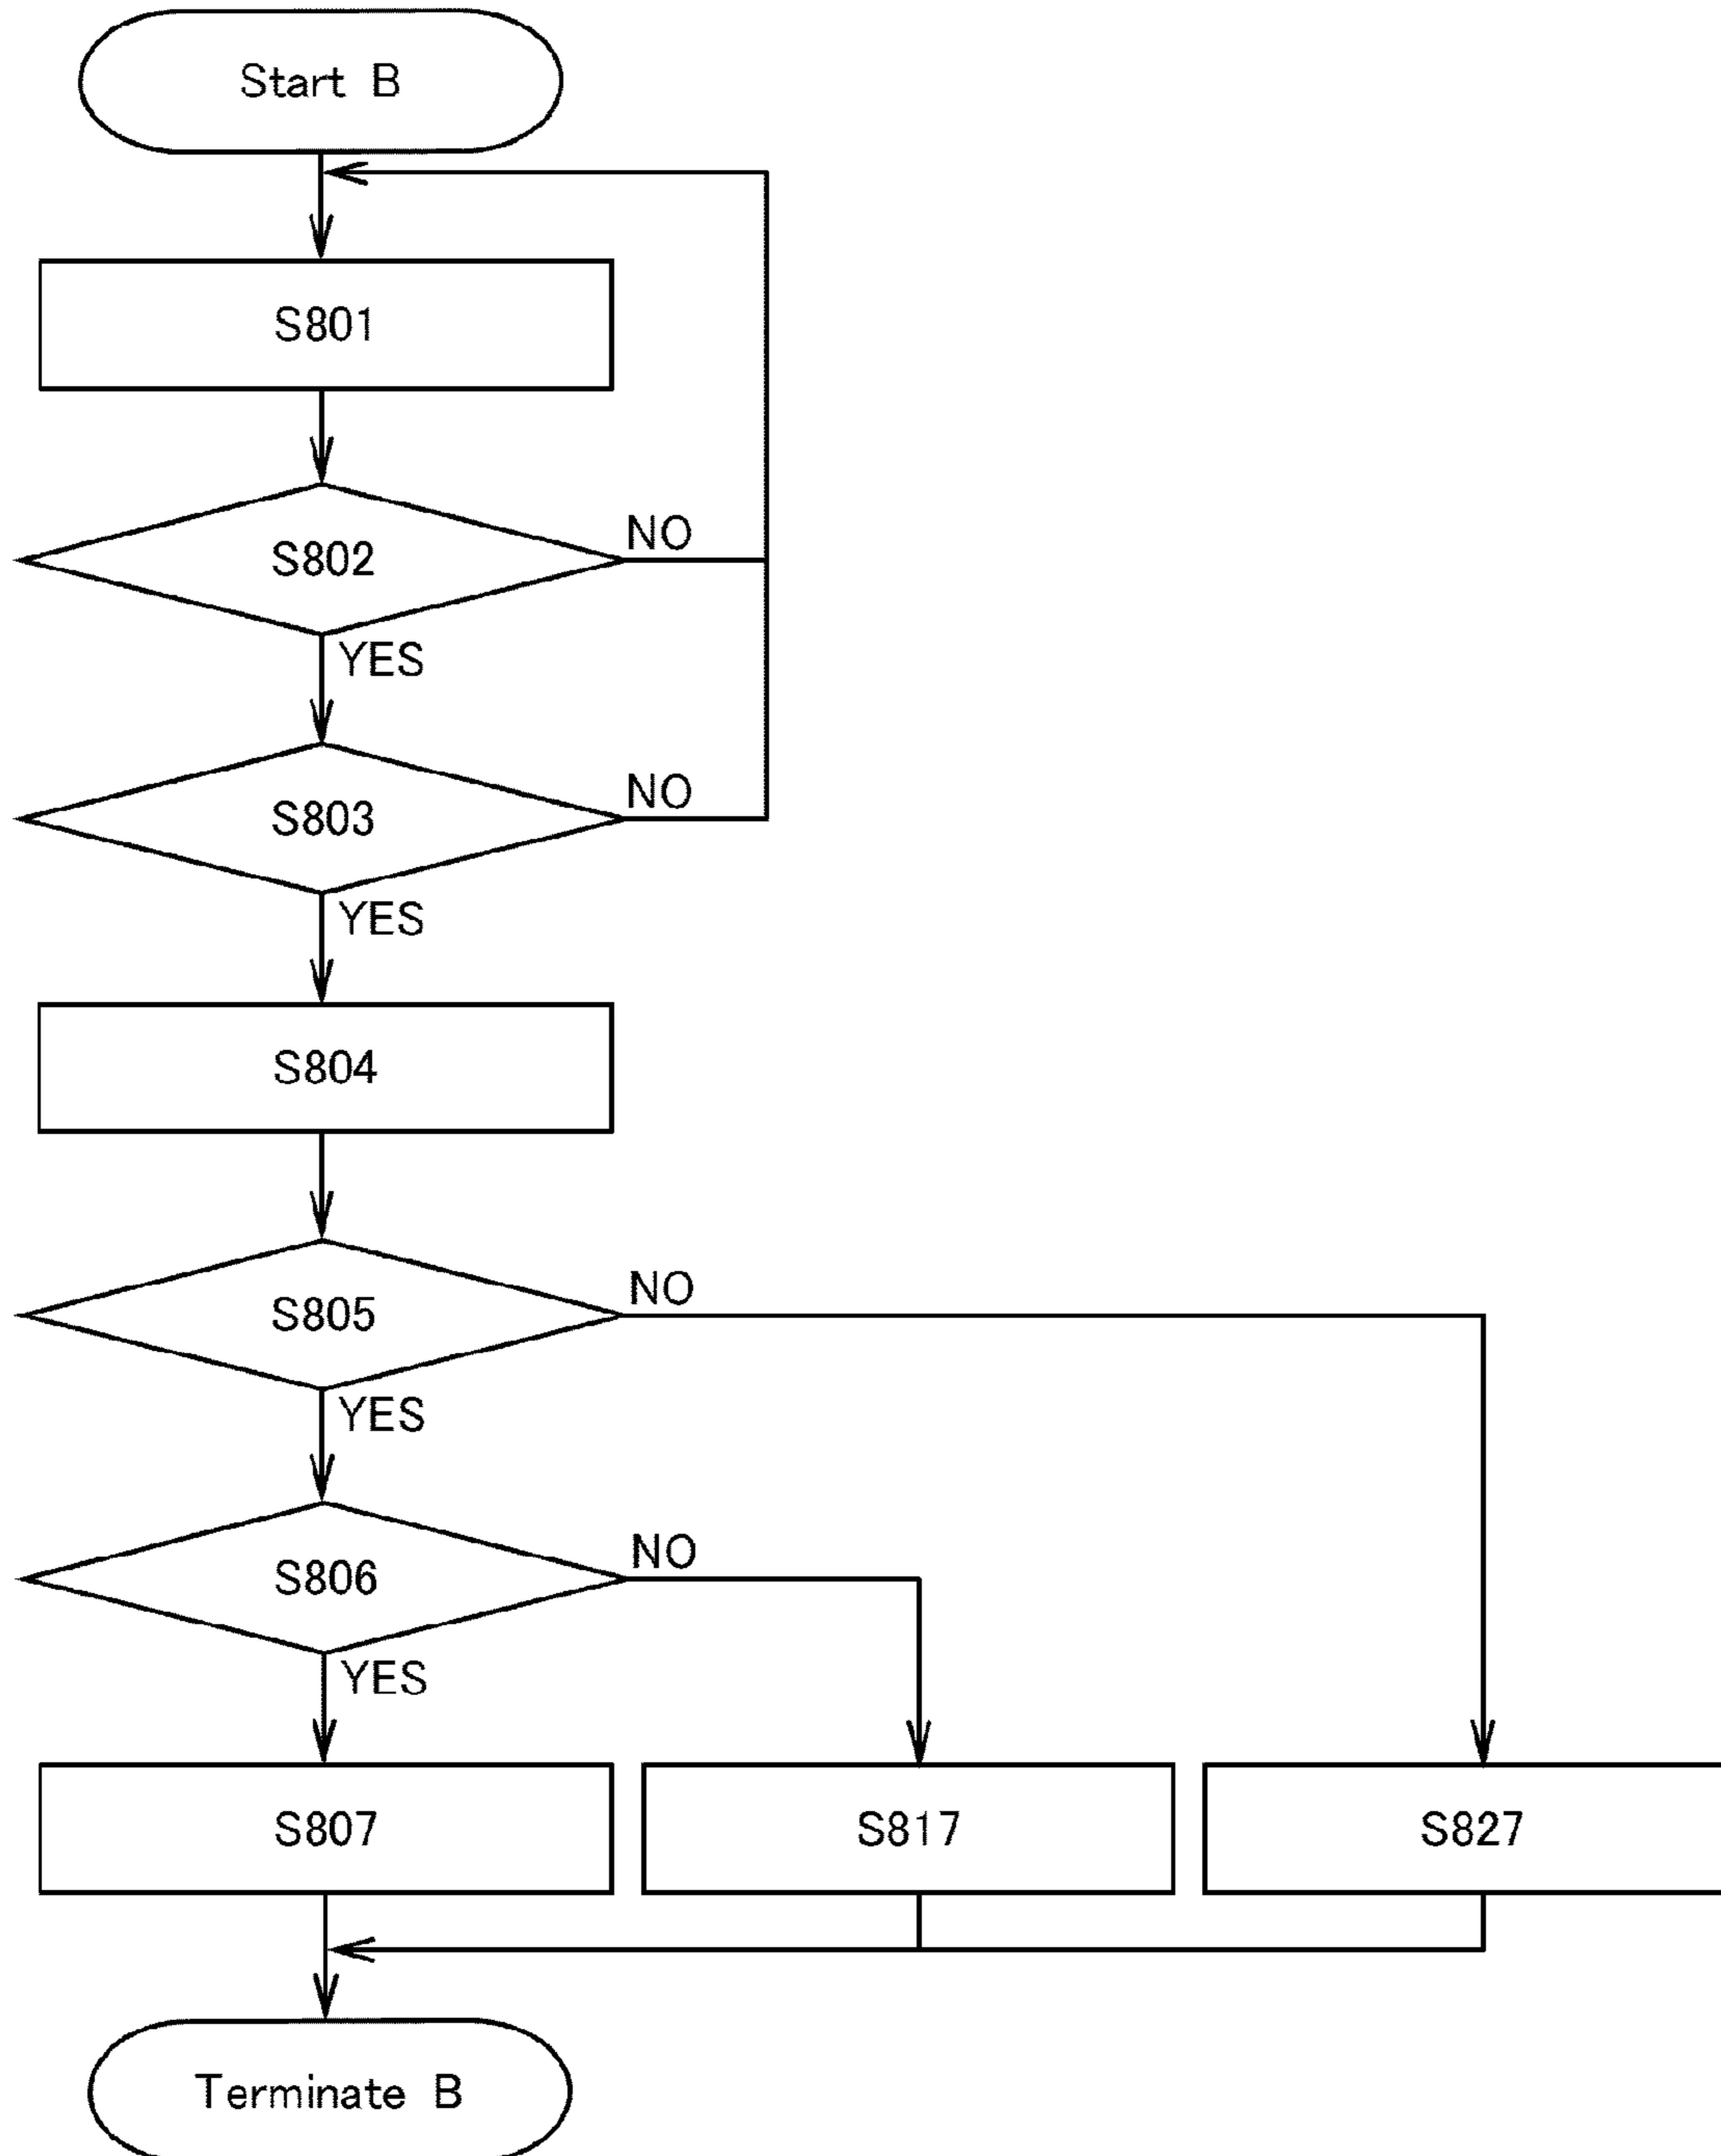 Start B
S801
S802
NO
YES
S803
NO
YES
S804
S805
NO
YES
S806
NO
YES
S807
S817
S827
Terminate B